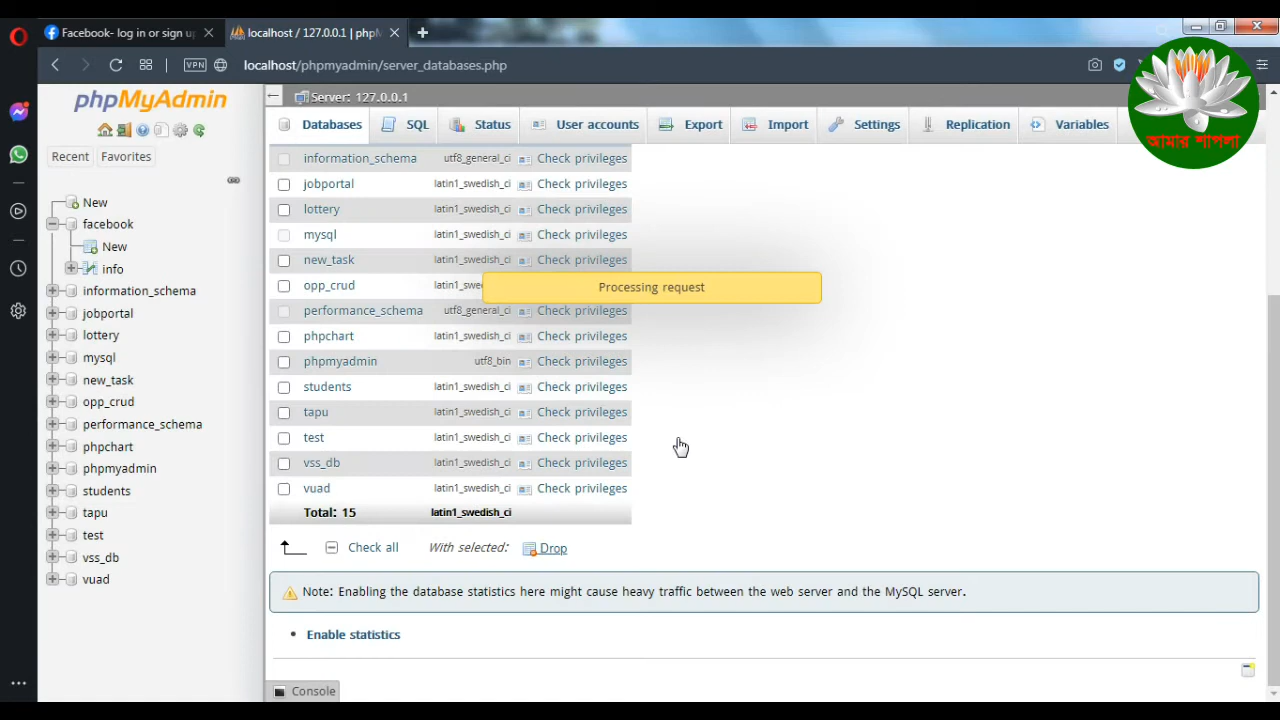 Facebook- log in or sign u
localhost / 127.0.0.1 | phpM
VPN
localhost/phpmyadmin/server_databases.php
আমার শাপলা
phpMyAdmin
Recent
Favorites
New
facebook
New
info
information_schema
jobportal
lottery
mysql
new_task
opp_crud
performance_schema
phpchart
phpmyadmin
students
tapu
test
vss_db
vuad
Server: 127.0.0.1
Databases
SQL
Status
User accounts
Export
Import
Settings
Replication
Variables
information_schema utf8_general_ci Check privileges
jobportal latin1_swedish_ci Check privileges
lottery latin1_swedish_ci Check privileges
mysql latin1_swedish_ci Check privileges
new_task latin1_swedish_ci Check privileges
opp_crud latin1_swe
Processing request
performance_schema utf8_general_ci Check privileges
phpchart latin1_swedish_ci Check privileges
phpmyadmin utf8_bin Check privileges
students latin1_swedish_ci Check privileges
tapu latin1_swedish_ci Check privileges
test latin1_swedish_ci Check privileges
vss_db latin1_swedish_ci Check privileges
vuad latin1_swedish_ci Check privileges
Total: 15 latin1_swedish_ci
Check all With selected: Drop
Note: Enabling the database statistics here might cause heavy traffic between the web server and the MySQL server.
Enable statistics
Console